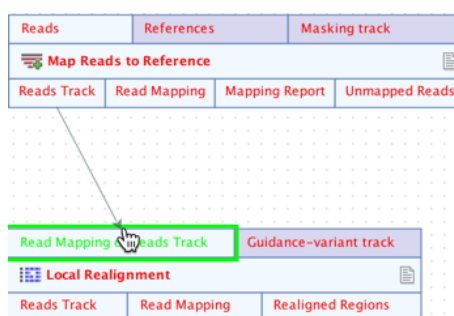 Reads References Masking track
Map Reads to Reference
Reads Track Read Mapping Mapping Report Unmapped Reads
Read Mapping Reads Track Guidance-variant track
Local Realignment
Reads Track Read Mapping Realigned Regions